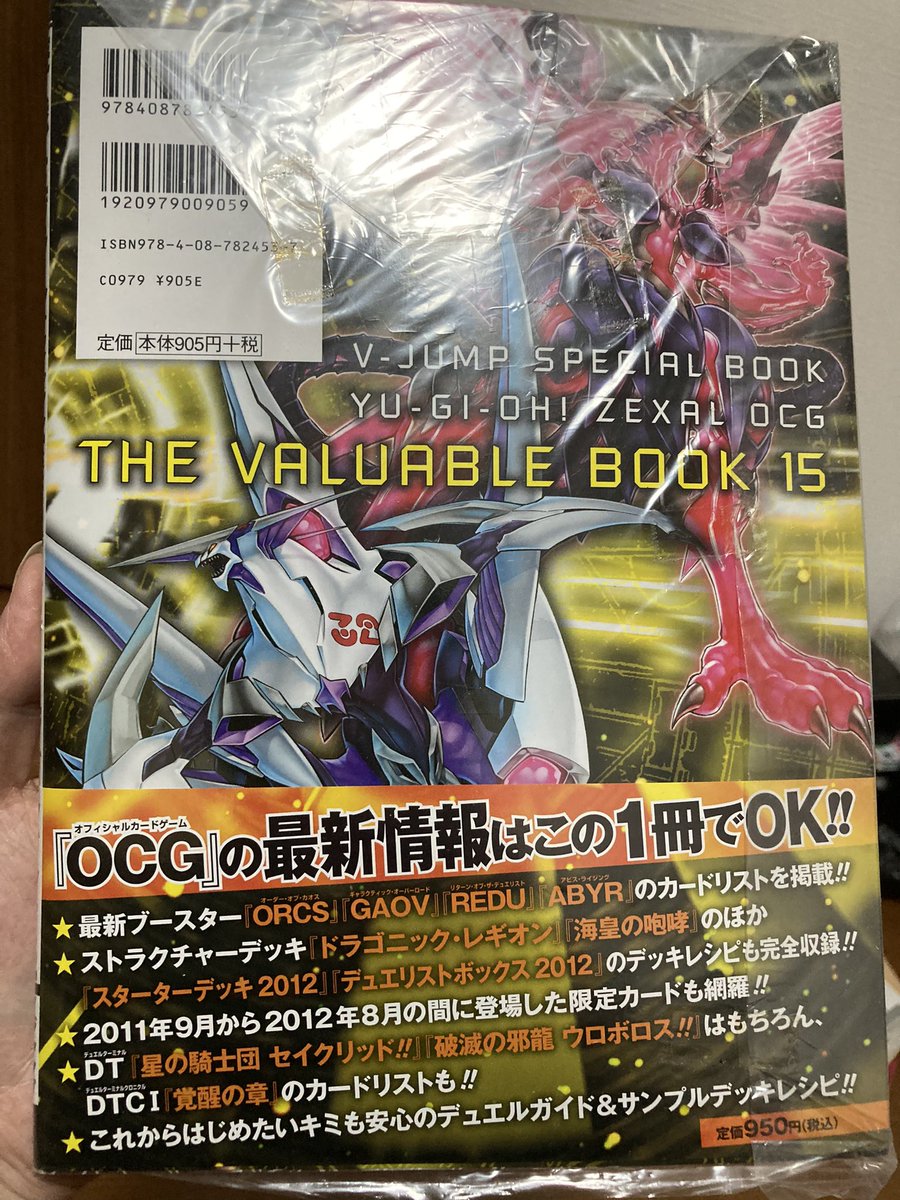 1920979009059
C0979 ¥905E
定価 本体905円+税
V-JUMP SPECIAL BOOK
YU-GI-OH! ZEXAL OCG
THE VALUABLE BOOK 15
オフィシャルカードゲーム
『OCG』の最新情報はこの1冊でOK!!
オーダー・オブ・カオス ギャラクティック・オーバーロード リターン・オブ・ザ・デュエリスト アビス・ライジング
★最新ブースター『ORCS』『GAOV』『REDU』『ABYR』のカードリストを掲載!!
★ストラクチャーデッキ『ドラゴニック・レギオン』『海皇の咆哮』のほか
『スターターデッキ2012』『デュエリストボックス2012』のデッキレシピも完全収録!!
★2011年9月から2012年8月の間に登場した限定カードも網羅!!
デュエルターミナル
★DT『星の騎士団 セイクリッド!!』『破滅の邪龍 ウロボロス!!』はもちろん、
デュエルターミナルクロニクル
DTC I『覚醒の章』のカードリストも!!
★これからはじめたいキミも安心のデュエルガイド&サンプルデッキレシピ!!
定価950円(税込)